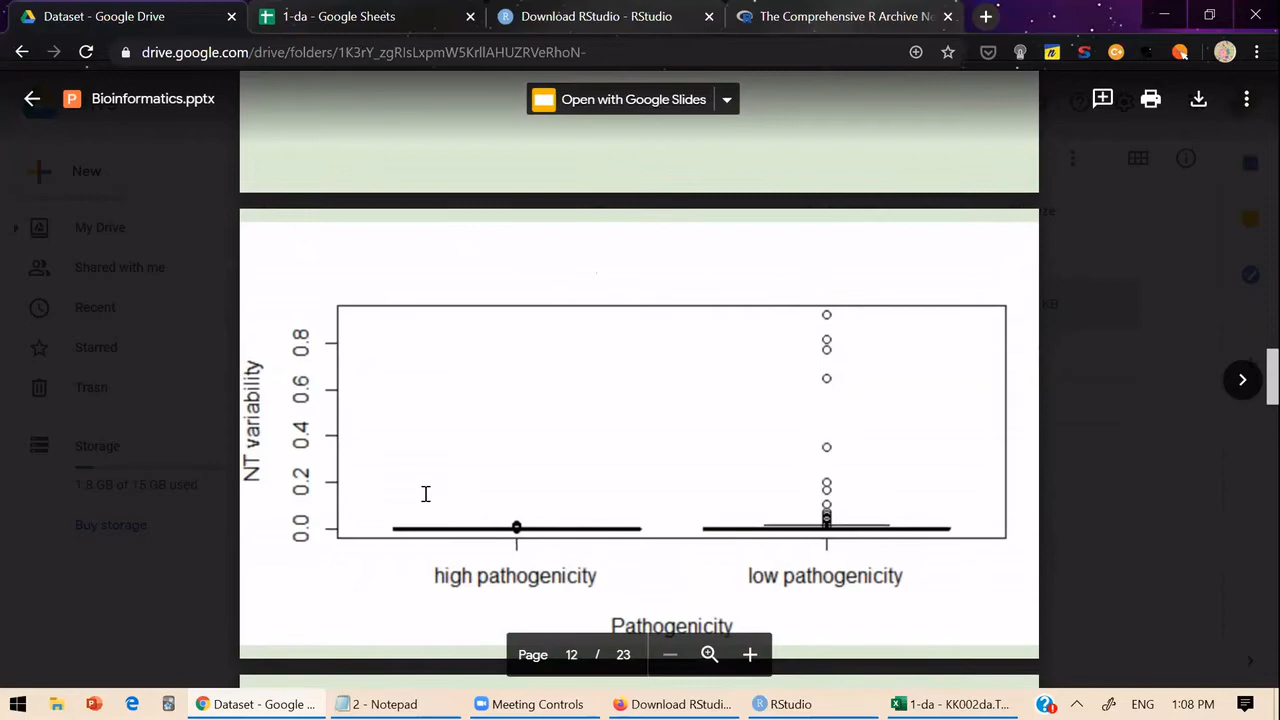 Dataset - Google Drive
1-da - Google Sheets
Download RStudio - RStudio
The Comprehensive R Archive Ne
drive.google.com/drive/folders/1K3rY_zgRIsLxpmW5KrllAHUZRVeRhoN-
Bioinformatics.pptx
Open with Google Slides
New
My Drive
Shared with me
Recent
Starred
Trash
Storage
1.8 GB of 15 GB used
Buy storage
KB
NT variability
0.8
0.6
0.4
0.2
0.0
high pathogenicity
low pathogenicity
Pathogenicity
Page 12 / 23
Dataset - Google ...
2 - Notepad
Meeting Controls
Download RStudi...
RStudio
1-da - KK002da.T...
ENG
1:08 PM